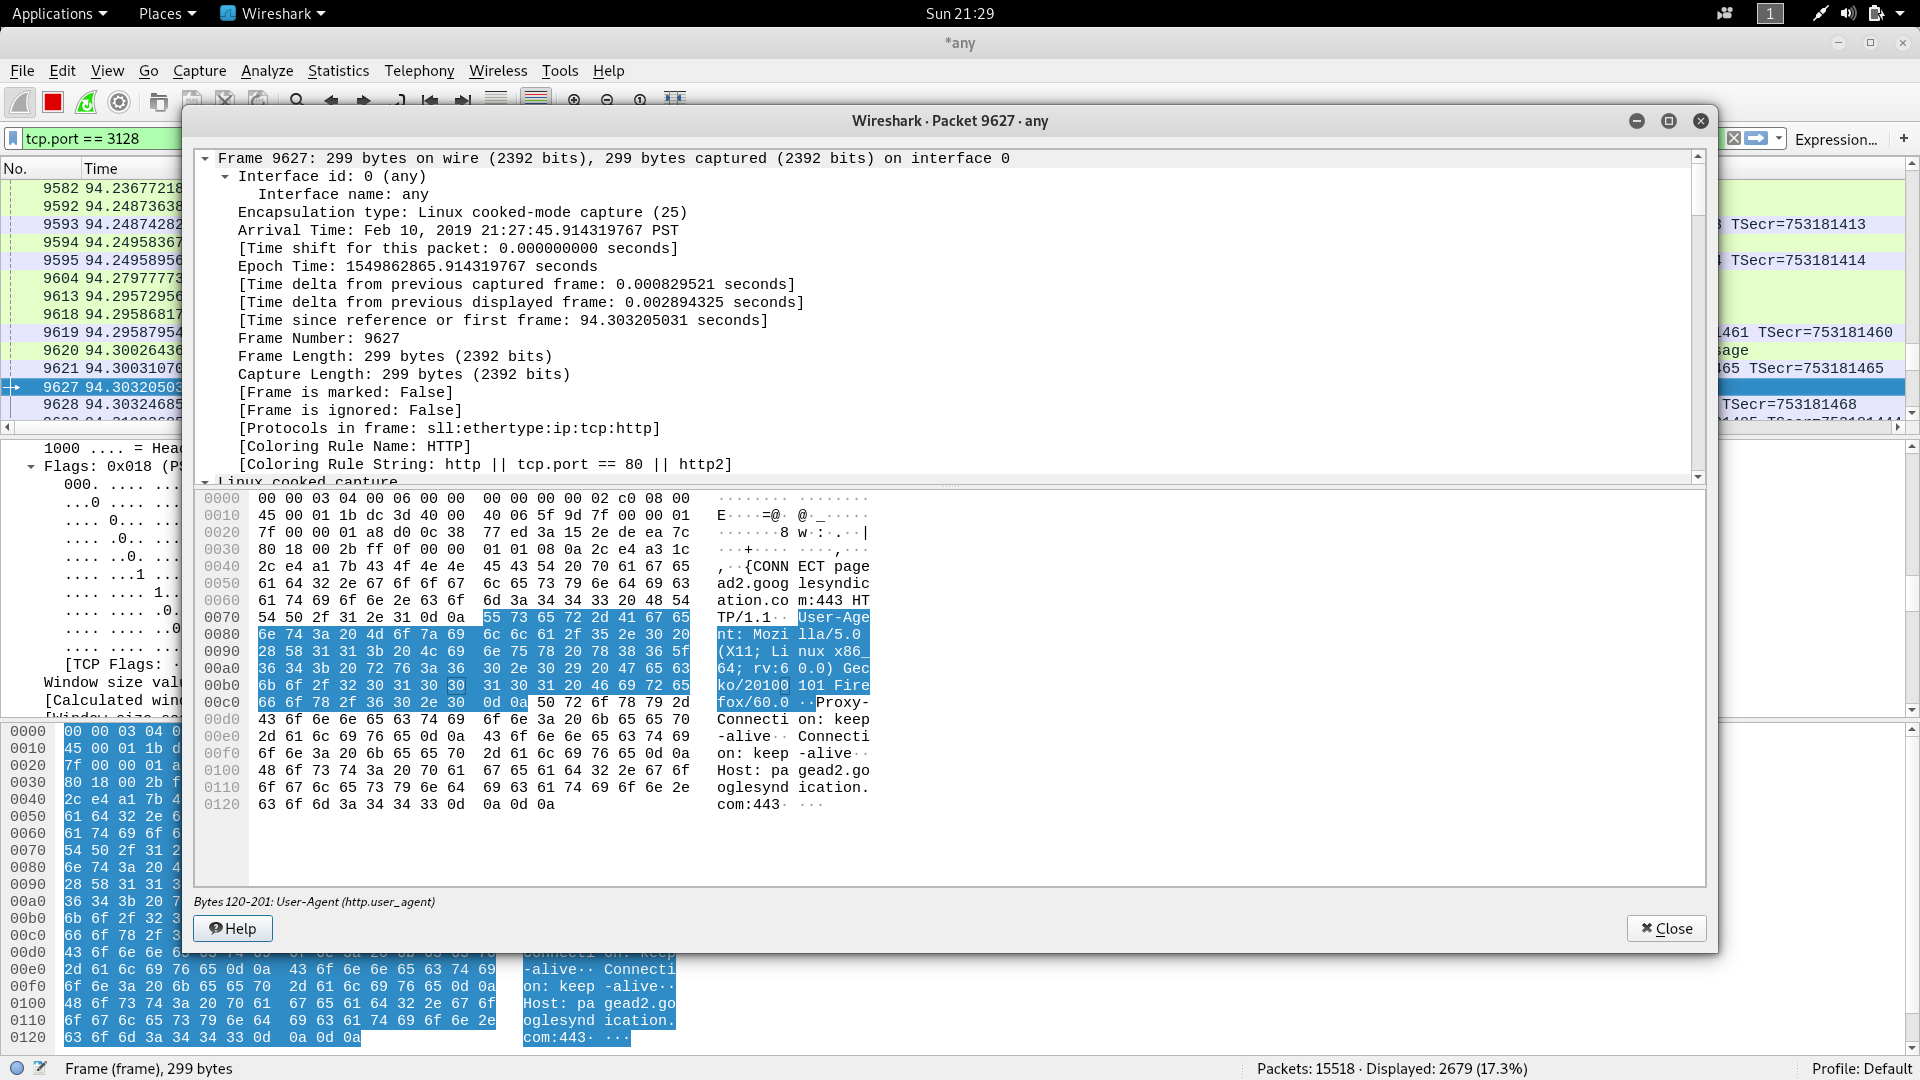 Applications Places Wireshark Sun 21:29 1
*any
File Edit View Go Capture Analyze Statistics Telephony Wireless Tools Help
tcp.port == 3128 Expression... +
Wireshark · Packet 9627 · any
No. Time
9582 94.23677218
9592 94.24873638
9593 94.24874282 TSecr=753181413
9594 94.24958367
9595 94.24958956 TSecr=753181414
9604 94.27977773
9613 94.29572956
9618 94.29586817
9619 94.29587954 1461 TSecr=753181460
9620 94.30026436 sage
9621 94.30031070 465 TSecr=753181465
9627 94.30320503
9628 94.30324685 TSecr=753181468
Frame 9627: 299 bytes on wire (2392 bits), 299 bytes captured (2392 bits) on interface 0
Interface id: 0 (any)
Interface name: any
Encapsulation type: Linux cooked-mode capture (25)
Arrival Time: Feb 10, 2019 21:27:45.914319767 PST
[Time shift for this packet: 0.000000000 seconds]
Epoch Time: 1549862865.914319767 seconds
[Time delta from previous captured frame: 0.000829521 seconds]
[Time delta from previous displayed frame: 0.002894325 seconds]
[Time since reference or first frame: 94.303205031 seconds]
Frame Number: 9627
Frame Length: 299 bytes (2392 bits)
Capture Length: 299 bytes (2392 bits)
[Frame is marked: False]
[Frame is ignored: False]
[Protocols in frame: sll:ethertype:ip:tcp:http]
[Coloring Rule Name: HTTP]
[Coloring Rule String: http || tcp.port == 80 || http2]
Linux cooked capture
0000 00 00 03 04 00 06 00 00 00 00 00 00 02 c0 08 00 ········ ········
0010 45 00 01 1b dc 3d 40 00 40 06 5f 9d 7f 00 00 01 E····=@· @·_·····
0020 7f 00 00 01 a8 d0 0c 38 77 ed 3a 15 2e de ea 7c ·······8 w·:·.··|
0030 80 18 00 2b ff 0f 00 00 01 01 08 0a 2c e4 a3 1c ···+···· ····,···
0040 2c e4 a1 7b 43 4f 4e 4e 45 43 54 20 70 61 67 65 ,··{CONN ECT page
0050 61 64 32 2e 67 6f 6f 67 6c 65 73 79 6e 64 69 63 ad2.goog lesyndic
0060 61 74 69 6f 6e 2e 63 6f 6d 3a 34 34 33 20 48 54 ation.co m:443 HT
0070 54 50 2f 31 2e 31 0d 0a 55 73 65 72 2d 41 67 65 TP/1.1·· User-Age
0080 6e 74 3a 20 4d 6f 7a 69 6c 6c 61 2f 35 2e 30 20 nt: Mozi lla/5.0
0090 28 58 31 31 3b 20 4c 69 6e 75 78 20 78 38 36 5f (X11; Li nux x86_
00a0 36 34 3b 20 72 76 3a 36 30 2e 30 29 20 47 65 63 64; rv:6 0.0) Gec
00b0 6b 6f 2f 32 30 31 30 30 31 30 31 20 46 69 72 65 ko/20100 101 Fire
00c0 66 6f 78 2f 36 30 2e 30 0d 0a 50 72 6f 78 79 2d fox/60.0 ··Proxy-
00d0 43 6f 6e 6e 65 63 74 69 6f 6e 3a 20 6b 65 65 70 Connecti on: keep
00e0 2d 61 6c 69 76 65 0d 0a 43 6f 6e 6e 65 63 74 69 -alive·· Connecti
00f0 6f 6e 3a 20 6b 65 65 70 2d 61 6c 69 76 65 0d 0a on: keep -alive··
0100 48 6f 73 74 3a 20 70 61 67 65 61 64 32 2e 67 6f Host: pa gead2.go
0110 6f 67 6c 65 73 79 6e 64 69 63 61 74 69 6f 6e 2e oglesynd ication.
0120 63 6f 6d 3a 34 34 33 0d 0a 0d 0a com:443· ···
Bytes 120-201: User-Agent (http.user_agent)
Help Close
1000 .... = Head
Flags: 0x018 (PS
000. .... ....
...0 .... ....
.... 0... ....
.... .0.. ....
.... ..0. ....
.... ...1 ....
.... .... 1...
.... .... .0..
.... .... ..0.
.... .... ....
[TCP Flags: ·
Window size valu
[Calculated wind
0000 00 00 03 04 0
0010 45 00 01 1b d
0020 7f 00 00 01 a
0030 80 18 00 2b f
0040 2c e4 a1 7b 4
0050 61 64 32 2e 6
0060 61 74 69 6f 6
0070 54 50 2f 31 2
0080 6e 74 3a 20 4
0090 28 58 31 31 3
00a0 36 34 3b 20 7
00b0 6b 6f 2f 32 3
00c0 66 6f 78 2f 3
00d0 43 6f 6e 6e 65 63 74 69 6f 6e 3a 20 6b 65 65 70 Connecti on: keep
00e0 2d 61 6c 69 76 65 0d 0a 43 6f 6e 6e 65 63 74 69 -alive·· Connecti
00f0 6f 6e 3a 20 6b 65 65 70 2d 61 6c 69 76 65 0d 0a on: keep -alive··
0100 48 6f 73 74 3a 20 70 61 67 65 61 64 32 2e 67 6f Host: pa gead2.go
0110 6f 67 6c 65 73 79 6e 64 69 63 61 74 69 6f 6e 2e oglesynd ication.
0120 63 6f 6d 3a 34 34 33 0d 0a 0d 0a com:443· ···
Frame (frame), 299 bytes Packets: 15518 · Displayed: 2679 (17.3%) Profile: Default